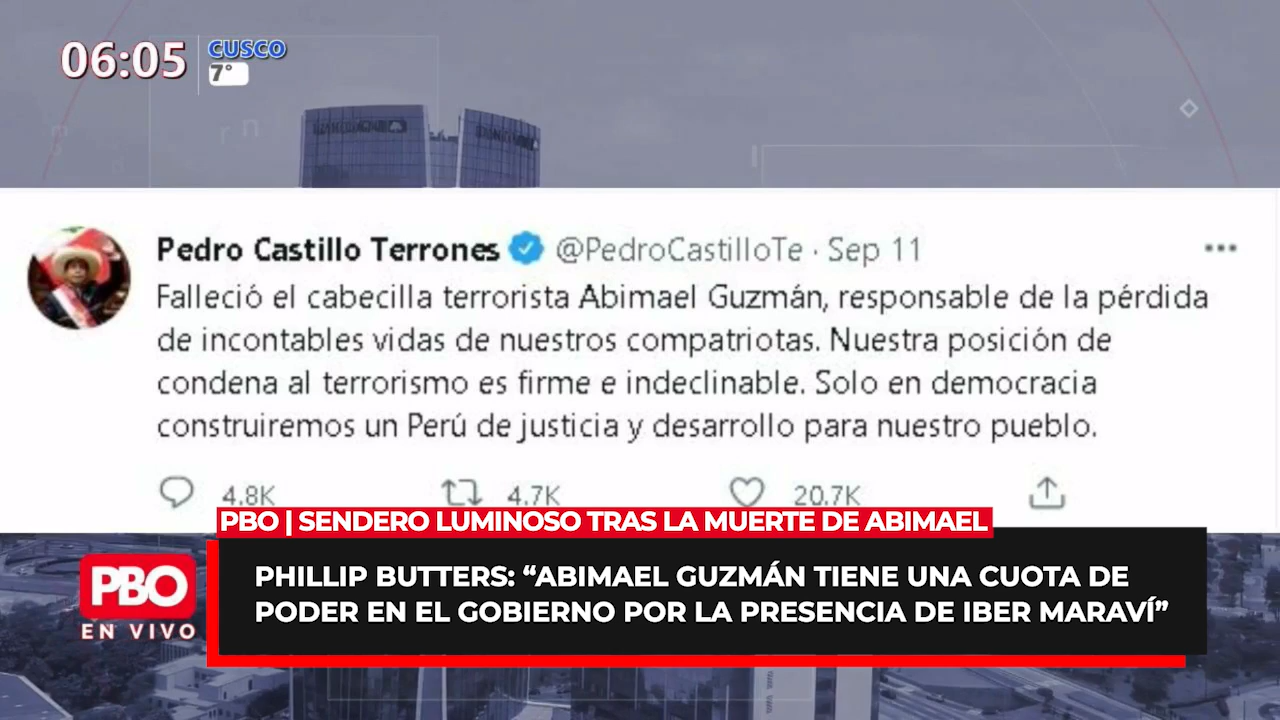 06:05
CUSCO
7°
Pedro Castillo Terrones @PedroCastilloTe · Sep 11
Falleció el cabecilla terrorista Abimael Guzmán, responsable de la pérdida
de incontables vidas de nuestros compatriotas. Nuestra posición de
condena al terrorismo es firme e indeclinable. Solo en democracia
construiremos un Perú de justicia y desarrollo para nuestro pueblo.
4.8K 4.7K 20.7K
PBO | SENDERO LUMINOSO TRAS LA MUERTE DE ABIMAEL
PHILLIP BUTTERS: “ABIMAEL GUZMÁN TIENE UNA CUOTA DE
PODER EN EL GOBIERNO POR LA PRESENCIA DE IBER MARAVÍ”
PBO
EN VIVO